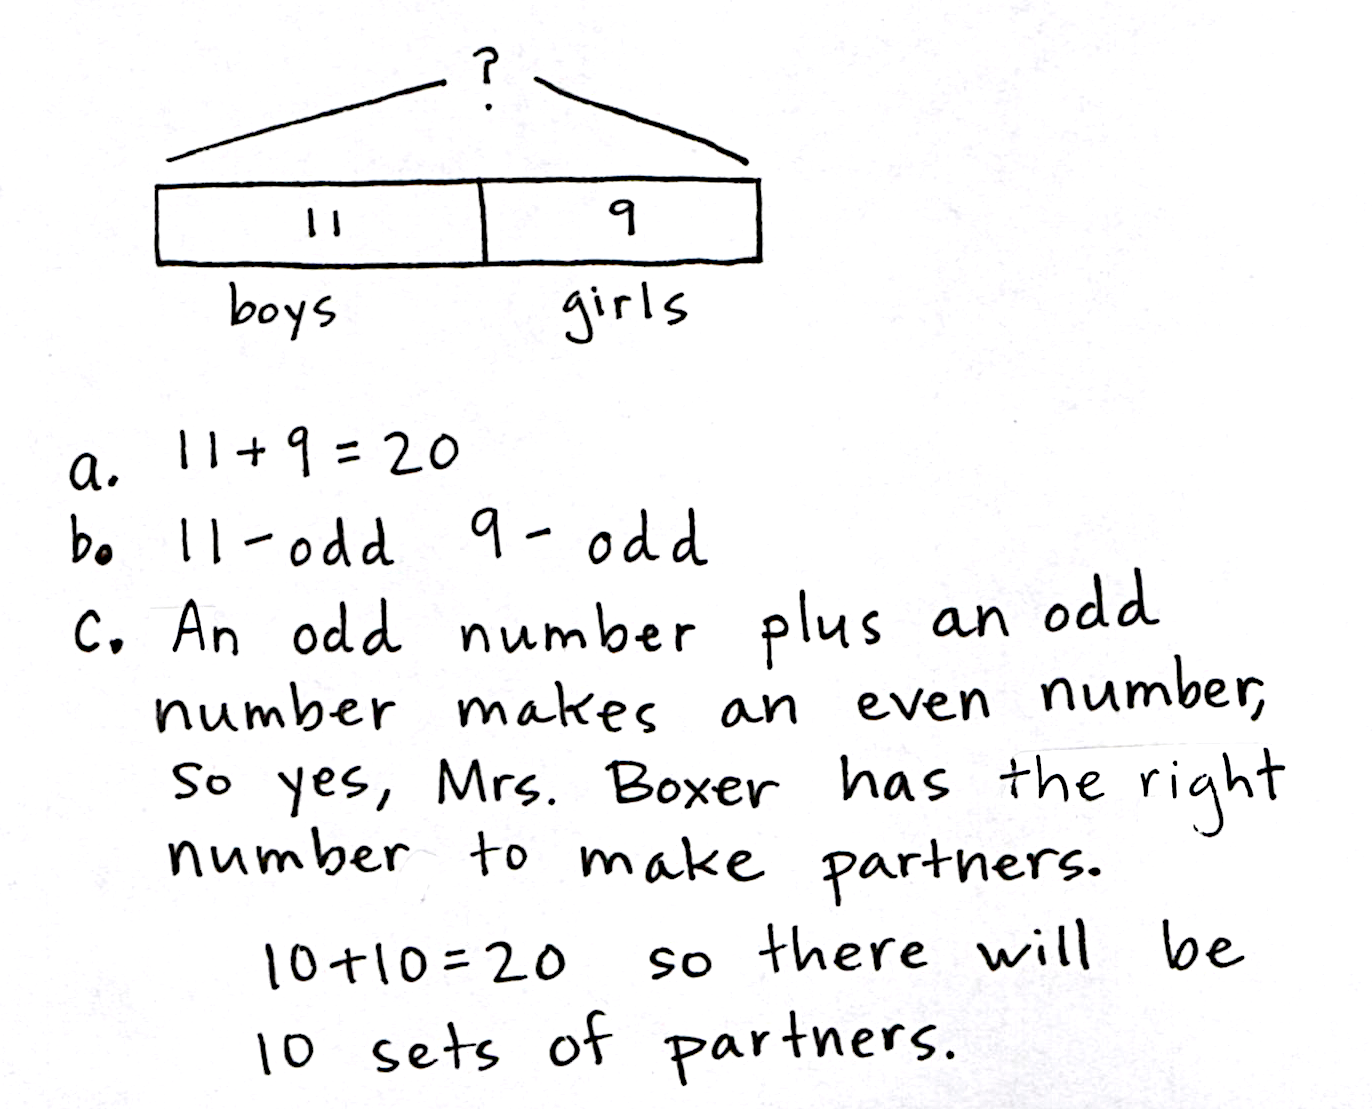 ?
11 9
boys girls
a. 11 + 9 = 20
b. 11 - odd 9 - odd
c. An odd number plus an odd
number makes an even number,
so yes, Mrs. Boxer has the right
number to make partners.
10 + 10 = 20 so there will be
10 sets of partners.